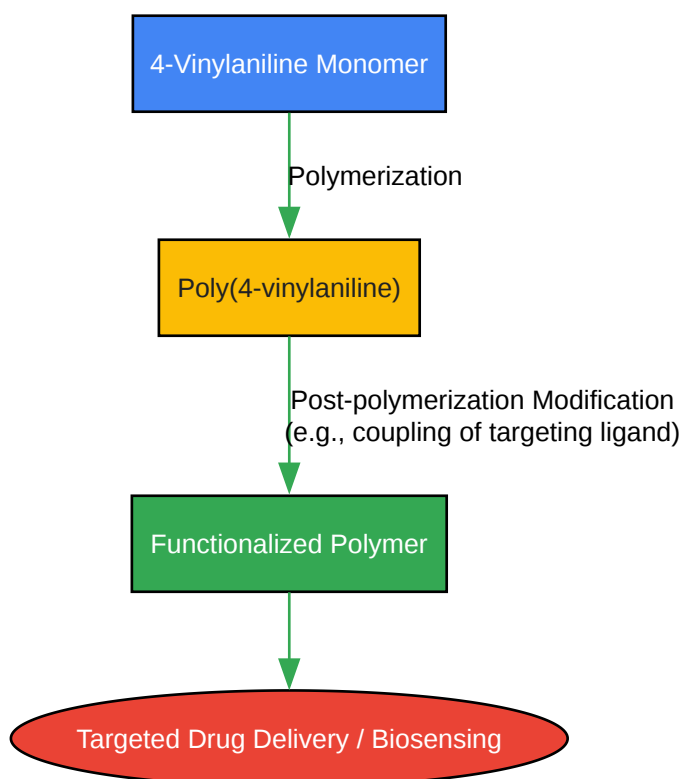 4-Vinylaniline Monomer
Polymerization
Poly(4-vinylaniline)
Post-polymerization Modification
(e.g., coupling of targeting ligand)
Functionalized Polymer
Targeted Drug Delivery / Biosensing